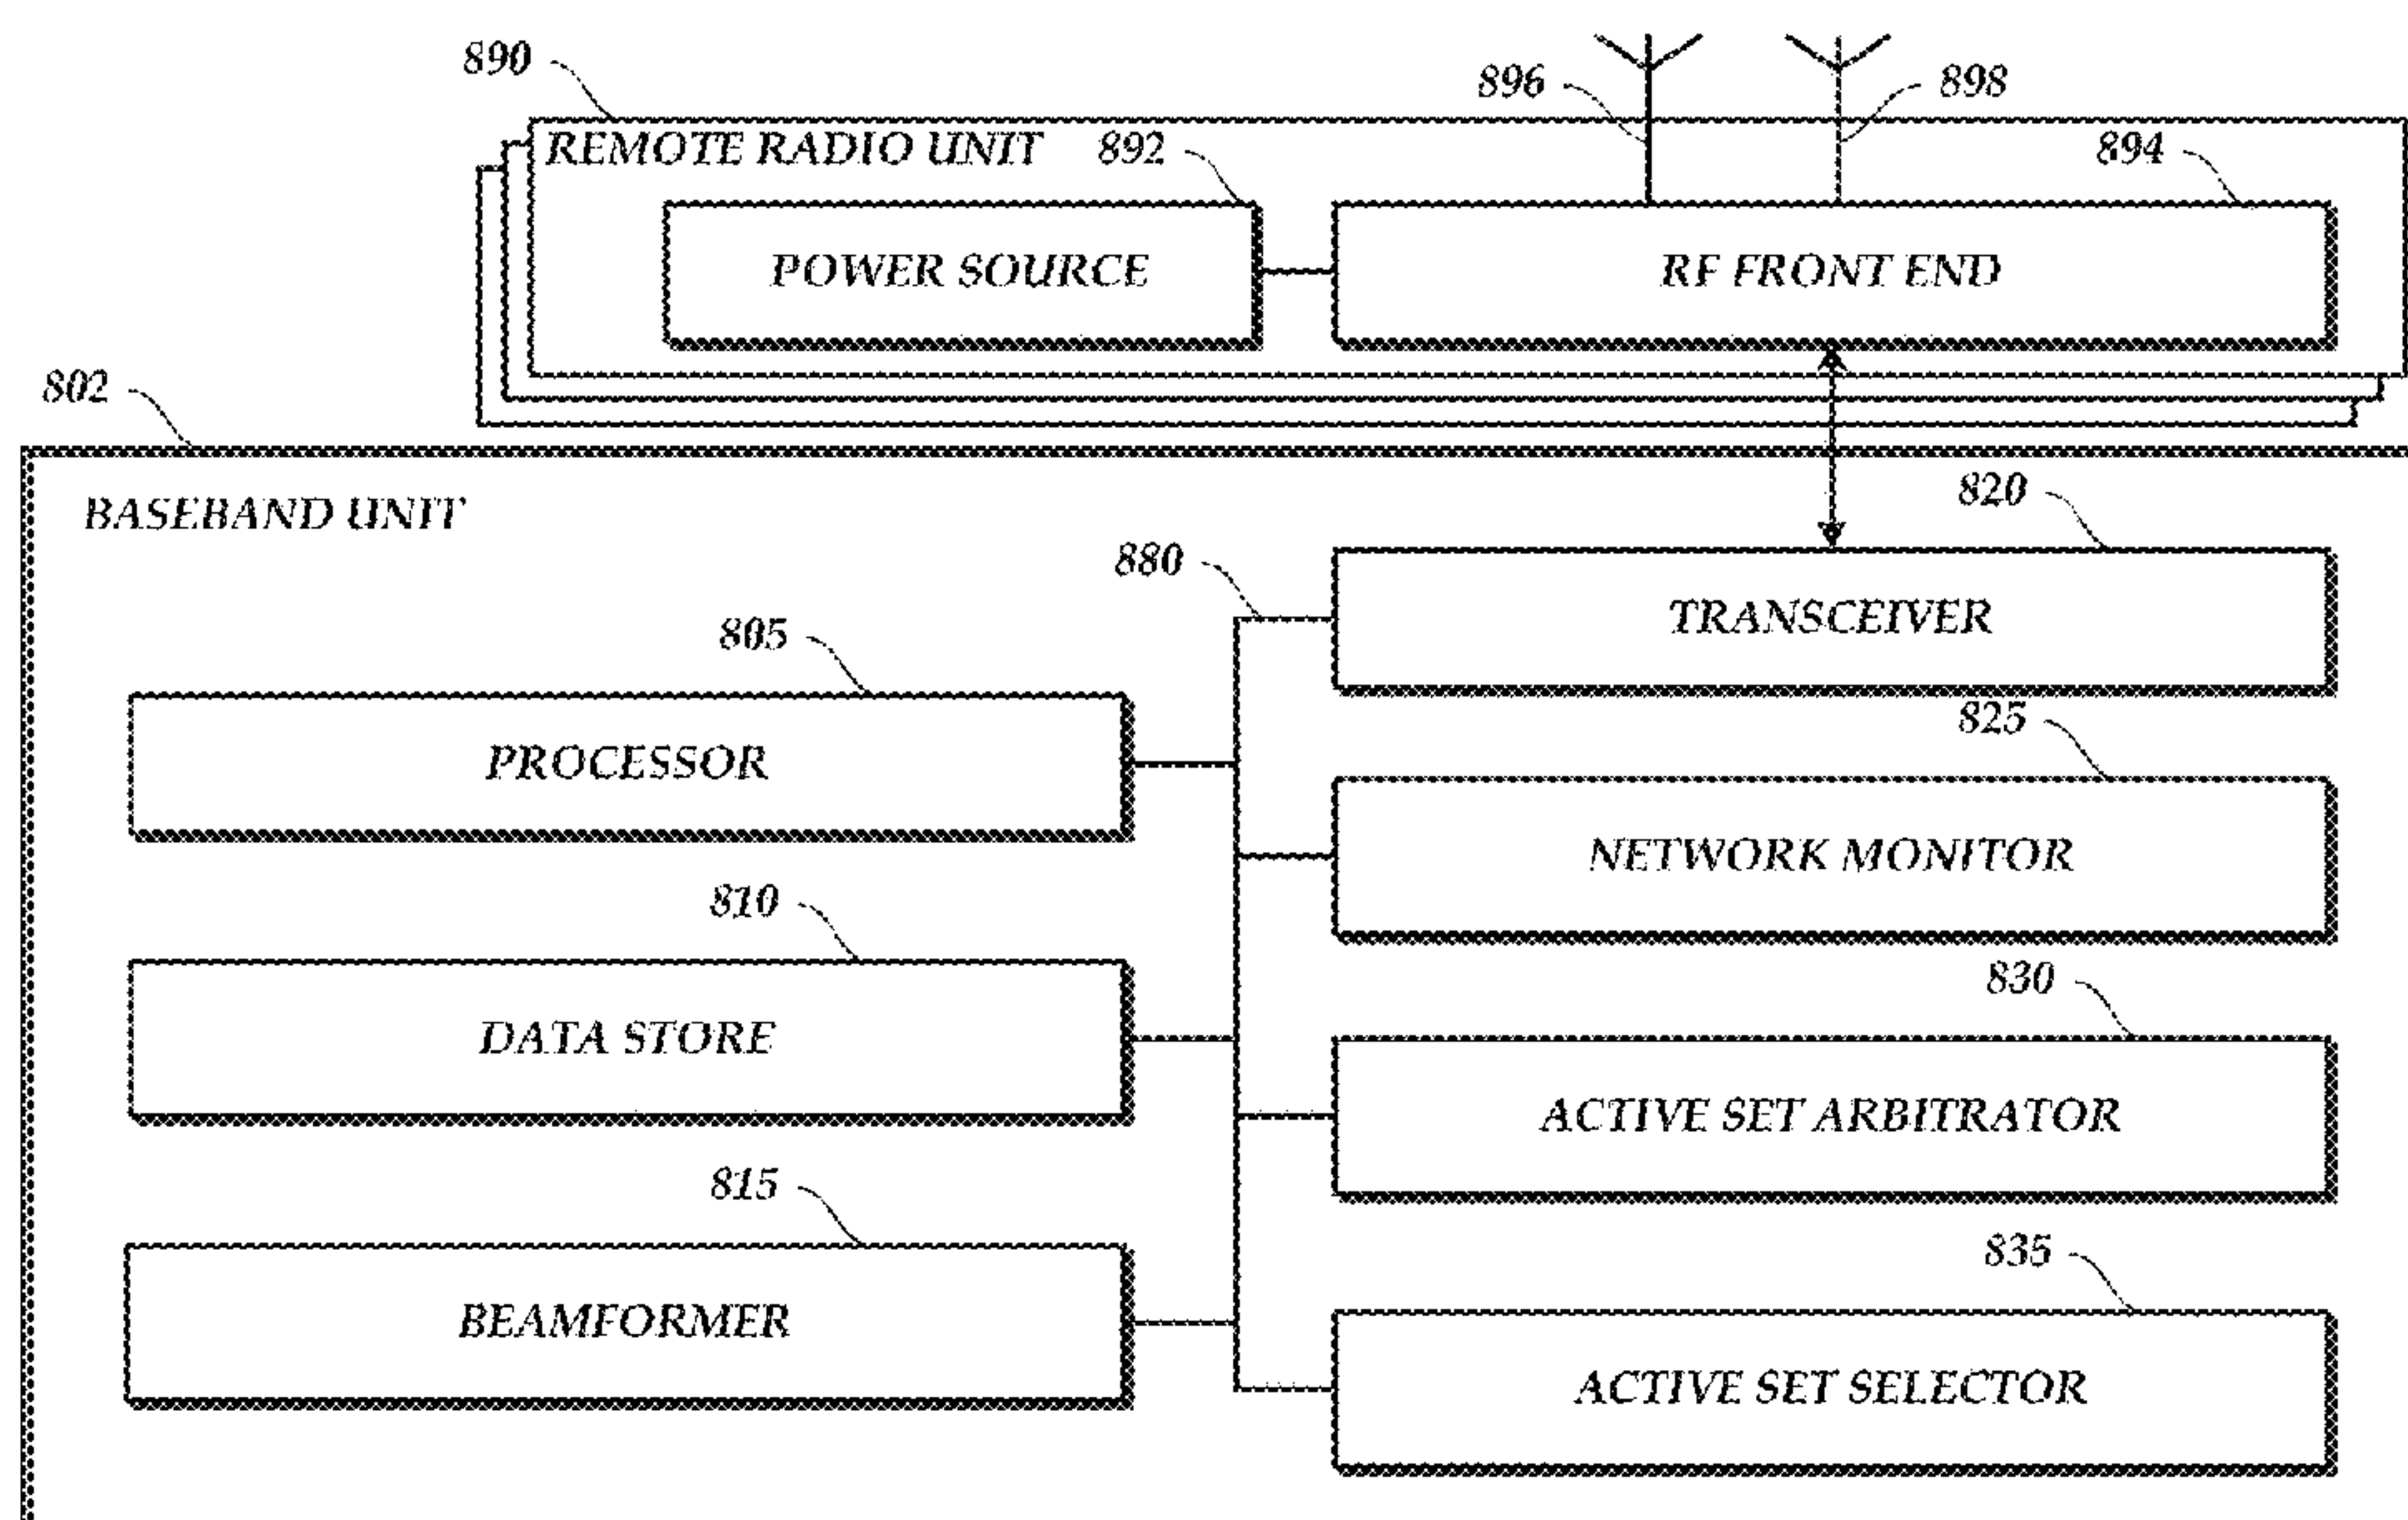 890
896
898
REMOTE RADIO UNIT
892
894
POWER SOURCE
RF FRONT END
802
BASEBAND UNIT
820
880
TRANSCEIVER
805
825
PROCESSOR
NETWORK MONITOR
810
830
DATA STORE
ACTIVE SET ARBITRATOR
815
835
BEAMFORMER
ACTIVE SET SELECTOR